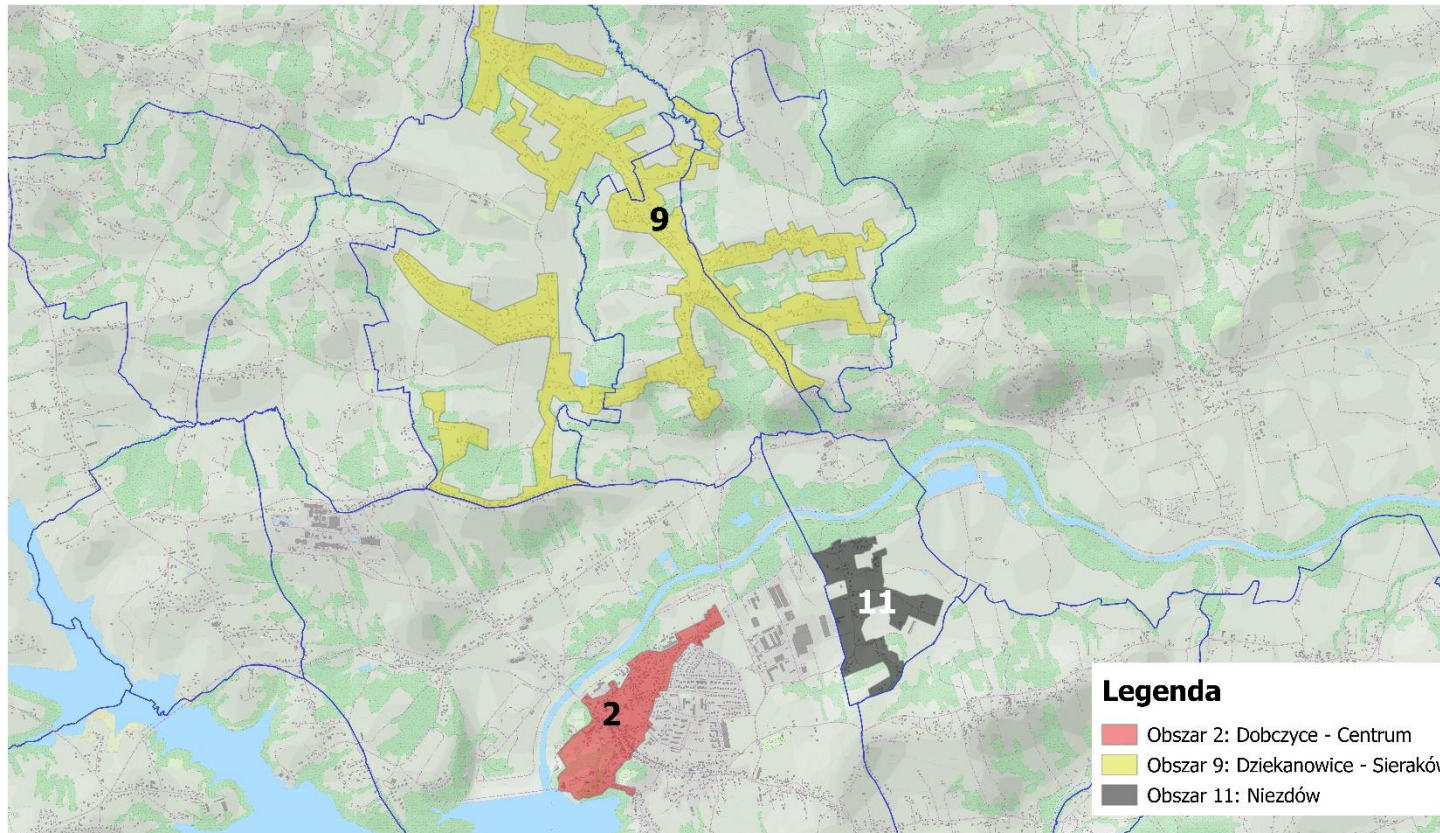 9
11
2
Legenda
Obszar 2: Dobczyce - Centrum
Obszar 9: Dziekanowice - Sieraków
Obszar 11: Niezdów